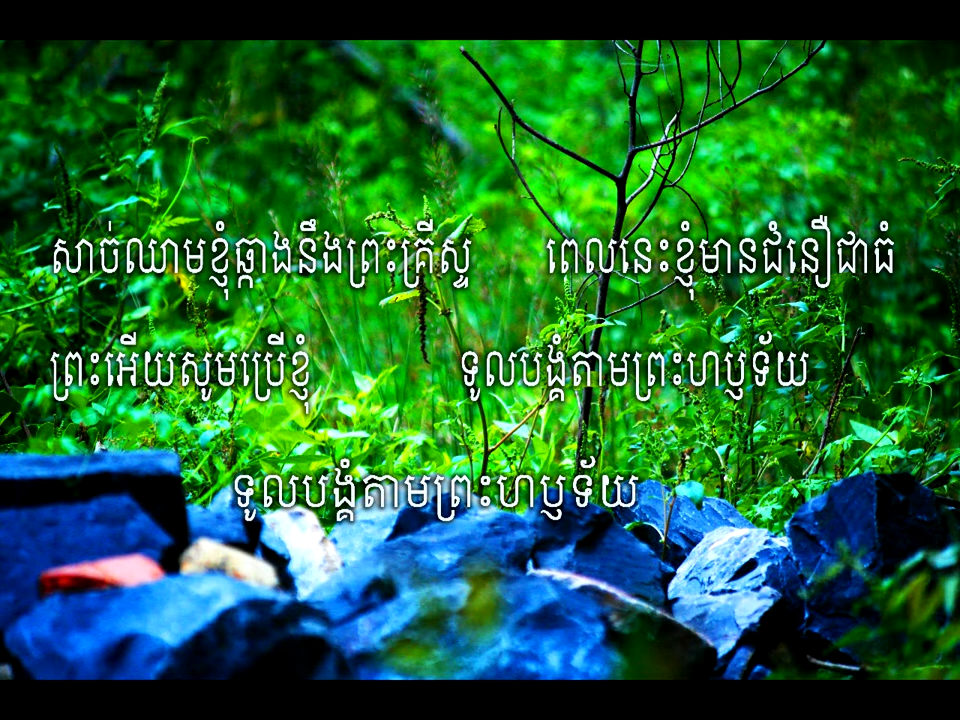 សាច់ឈាមខ្ញុំឆ្កាងនឹងព្រះគ្រីស្ទ ពេលនេះខ្ញុំមានជំនឿជាធំ
ព្រះអើយសូមប្រើខ្ញុំ ទូលបង្គំតាមព្រះហឫទ័យ
ទូលបង្គំតាមព្រះហឫទ័យ